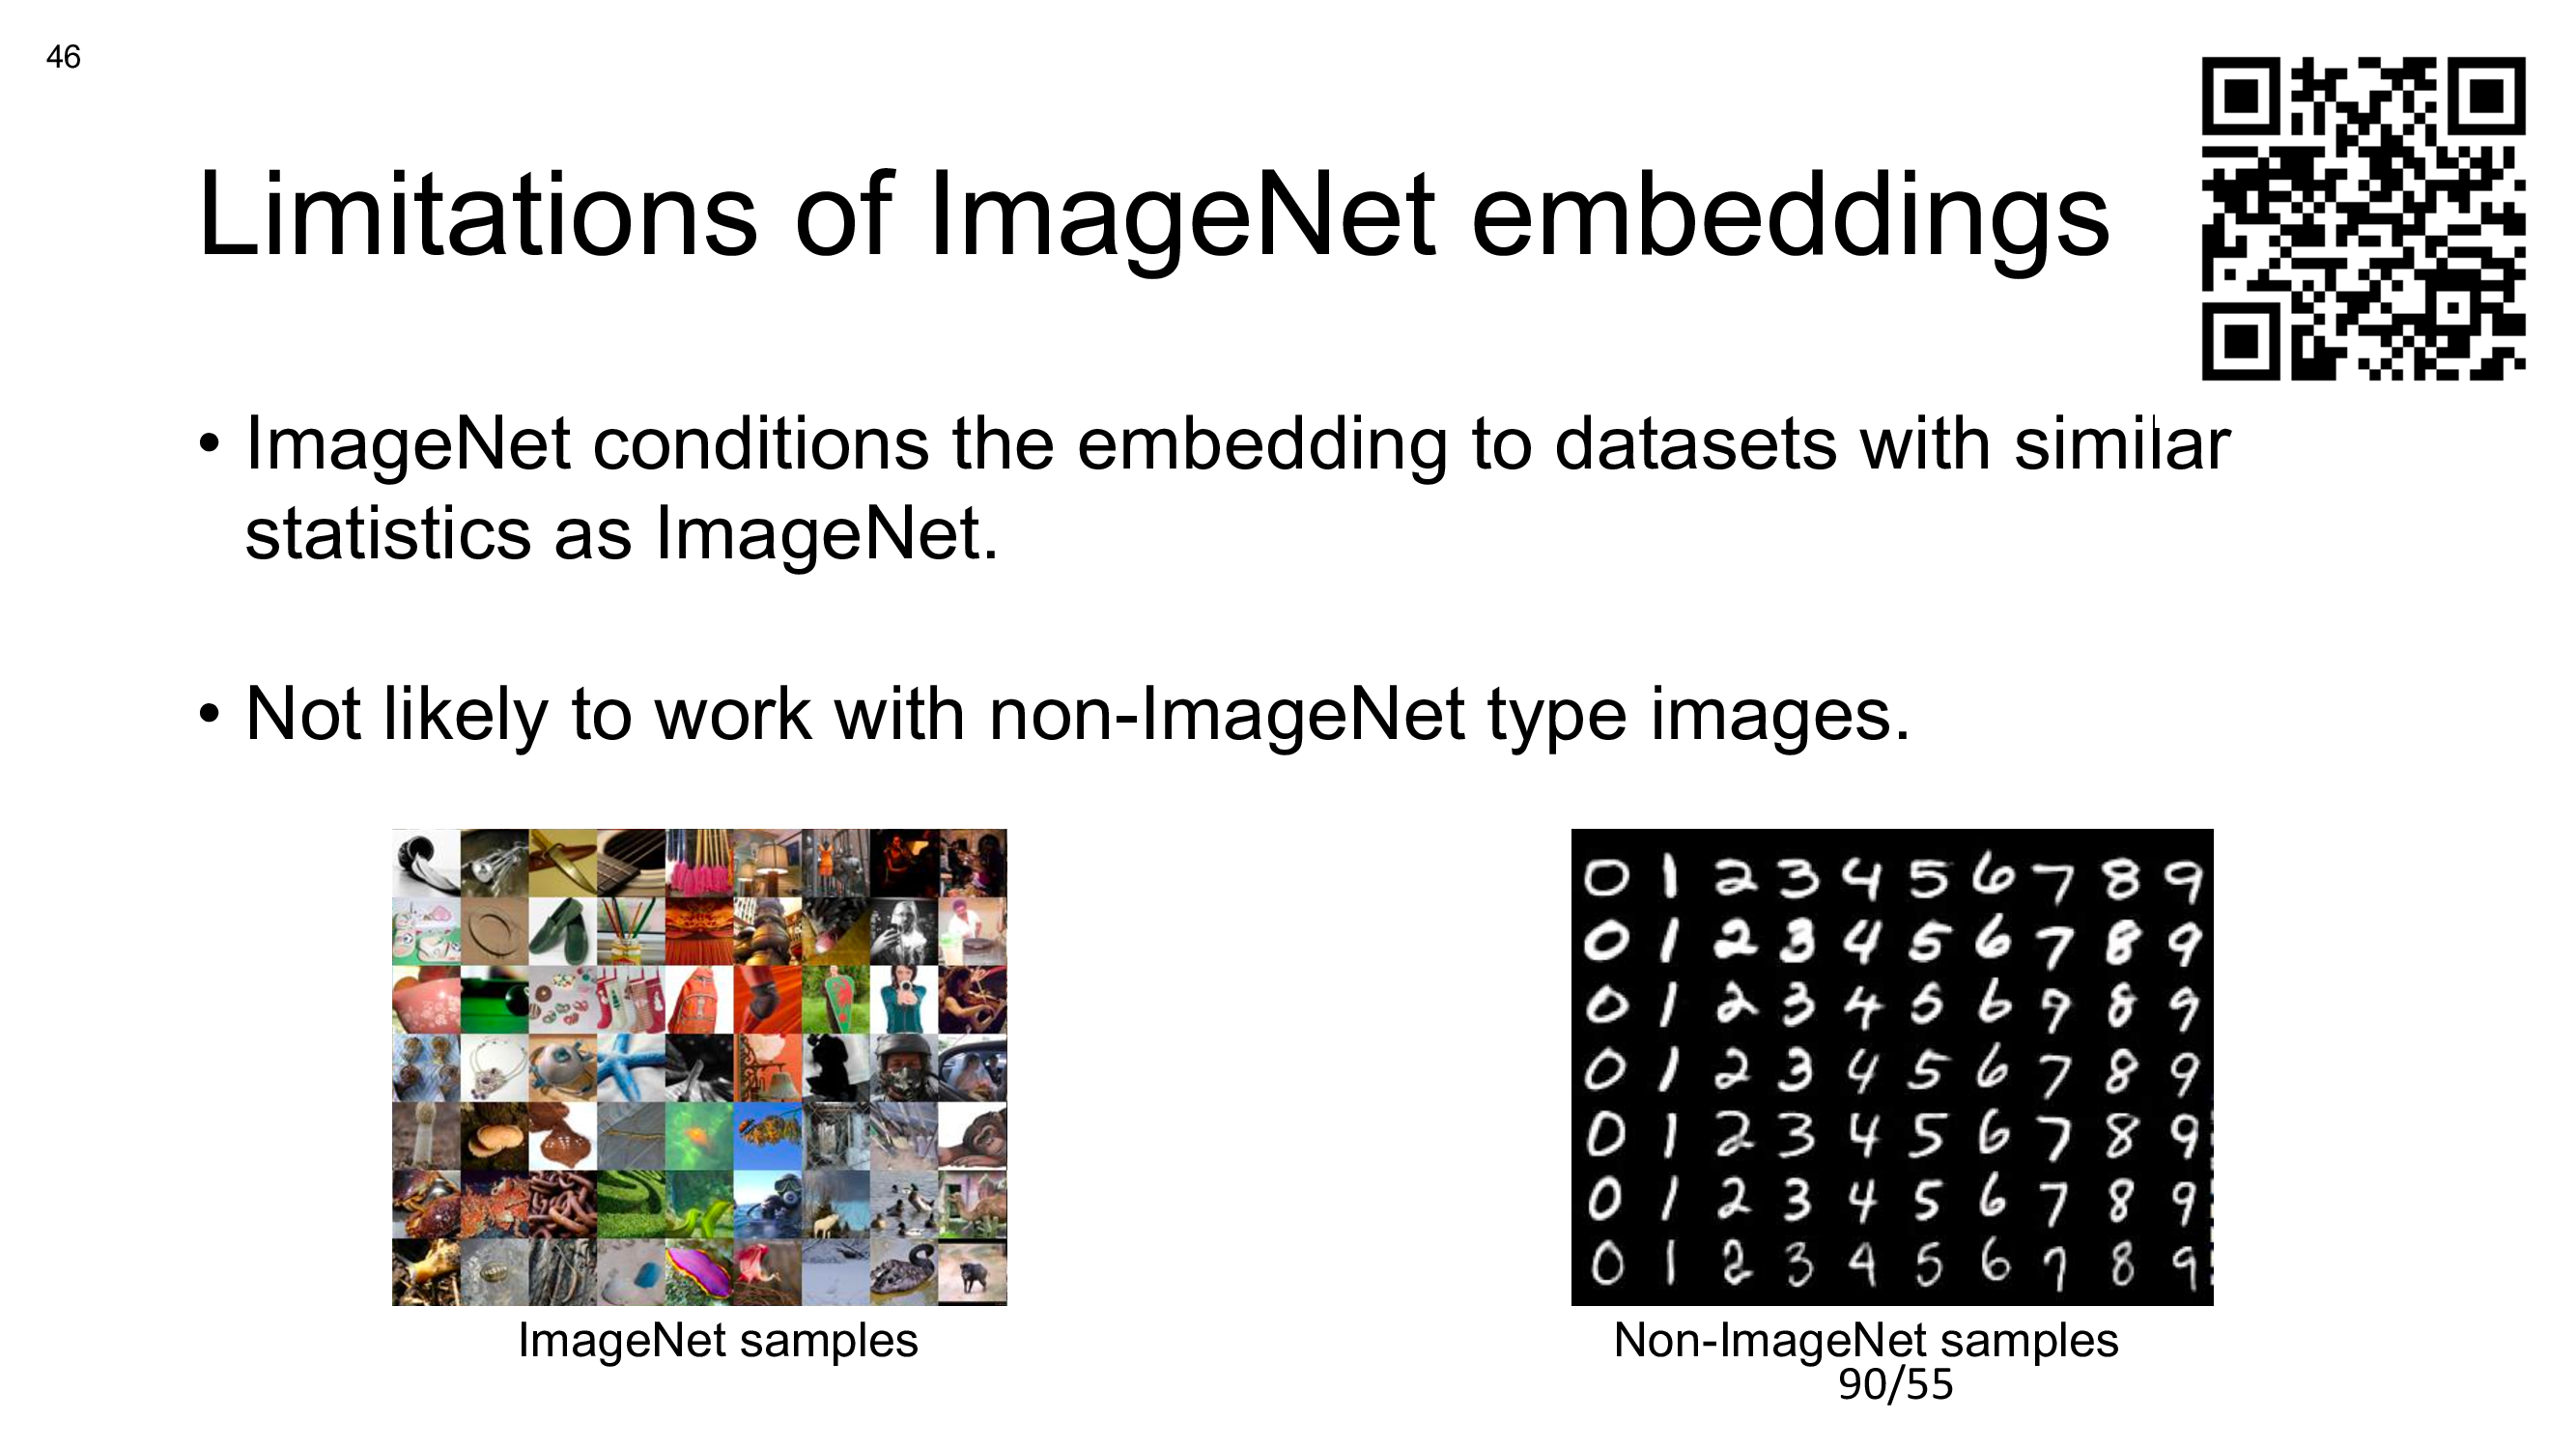 46
Limitations of ImageNet embeddings
• ImageNet conditions the embedding to datasets with similar
statistics as ImageNet.
• Not likely to work with non-ImageNet type images.
0 1 2 3 4 5 6 7 8 9
0 1 2 3 4 5 6 7 8 9
0 1 2 3 4 5 6 9 8 9
0 1 2 3 4 5 6 7 8 9
0 1 2 3 4 5 6 7 8 9
0 1 2 3 4 5 6 7 8 9
0 1 2 3 4 5 6 7 8 9
ImageNet samples
Non-ImageNet samples
90/55